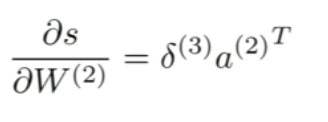 ∂s/∂W^(2) = δ^(3) a^(2)^T